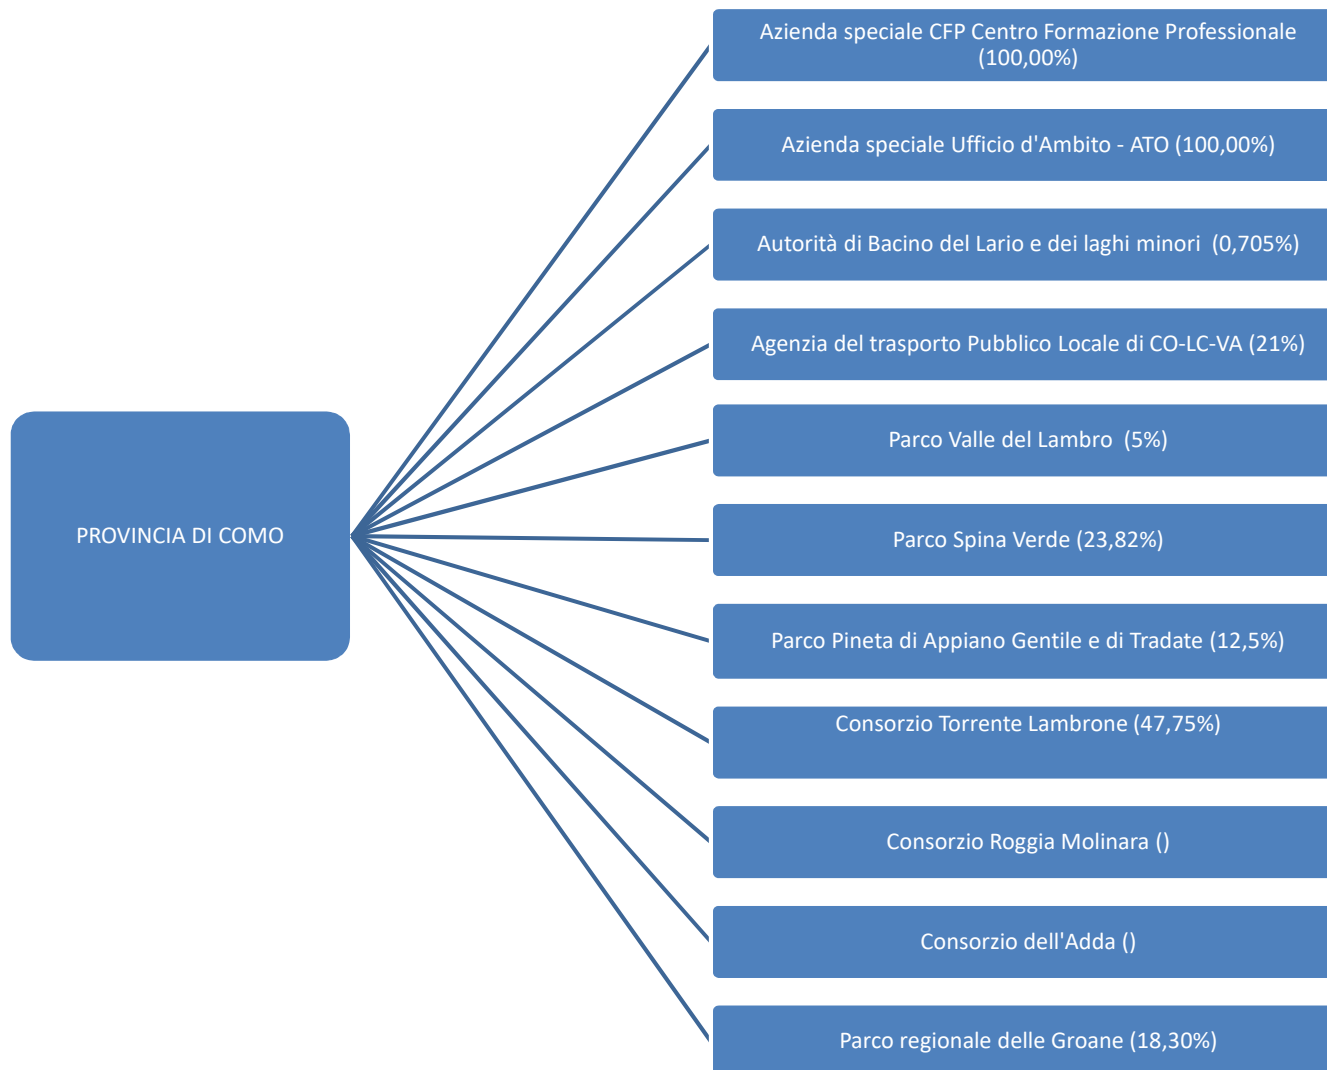 Azienda speciale CFP Centro Formazione Professionale
(100,00%)
Azienda speciale Ufficio d'Ambito - ATO (100,00%)
Autorità di Bacino del Lario e dei laghi minori  (0,705%)
Agenzia del trasporto Pubblico Locale di CO-LC-VA (21%)
Parco Valle del Lambro  (5%)
PROVINCIA DI COMO
Parco Spina Verde (23,82%)
Parco Pineta di Appiano Gentile e di Tradate (12,5%)
Consorzio Torrente Lambrone (47,75%)
Consorzio Roggia Molinara ()
Consorzio dell'Adda ()
Parco regionale delle Groane (18,30%)